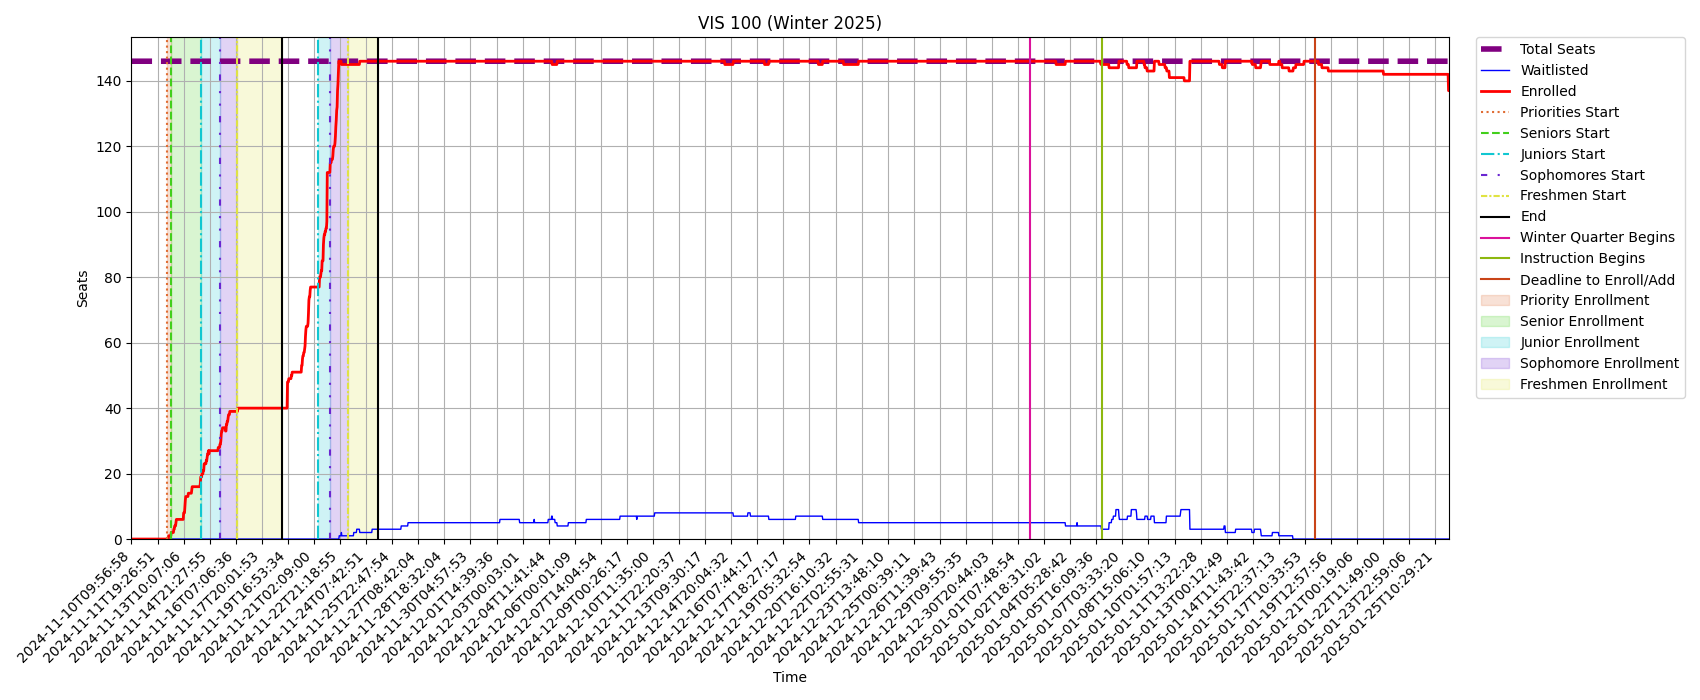 VIS 100 (Winter 2025)
Seats
140
120
100
80
60
40
20
0
2024-11-10T09:56:58
2024-11-11T19:26:51
2024-11-13T10:07:06
2024-11-14T21:27:55
2024-11-16T07:06:36
2024-11-17T20:01:53
2024-11-19T16:53:34
2024-11-21T02:09:00
2024-11-22T21:18:55
2024-11-24T07:42:51
2024-11-25T22:47:54
2024-11-27T08:42:04
2024-11-28T18:32:04
2024-11-30T04:57:53
2024-12-01T14:39:36
2024-12-03T00:03:01
2024-12-04T11:41:44
2024-12-06T00:01:09
2024-12-07T14:04:54
2024-12-09T00:26:17
2024-12-10T11:35:00
2024-12-11T22:20:37
2024-12-13T09:30:17
2024-12-14T20:04:32
2024-12-16T07:44:17
2024-12-17T18:27:17
2024-12-19T05:32:54
2024-12-20T16:10:32
2024-12-22T02:55:31
2024-12-23T13:48:10
2024-12-25T00:39:11
2024-12-26T11:39:43
2024-12-29T09:55:35
2024-12-30T20:44:03
2025-01-01T07:48:54
2025-01-02T18:31:02
2025-01-04T05:28:42
2025-01-05T16:09:36
2025-01-07T03:33:20
2025-01-08T15:06:10
2025-01-10T01:57:13
2025-01-11T13:22:28
2025-01-13T00:12:49
2025-01-14T11:43:42
2025-01-15T22:37:13
2025-01-17T10:33:53
2025-01-19T12:57:56
2025-01-21T00:19:06
2025-01-22T11:49:00
2025-01-23T22:59:06
2025-01-25T10:29:21
Time
Total Seats
Waitlisted
Enrolled
Priorities Start
Seniors Start
Juniors Start
Sophomores Start
Freshmen Start
End
Winter Quarter Begins
Instruction Begins
Deadline to Enroll/Add
Priority Enrollment
Senior Enrollment
Junior Enrollment
Sophomore Enrollment
Freshmen Enrollment